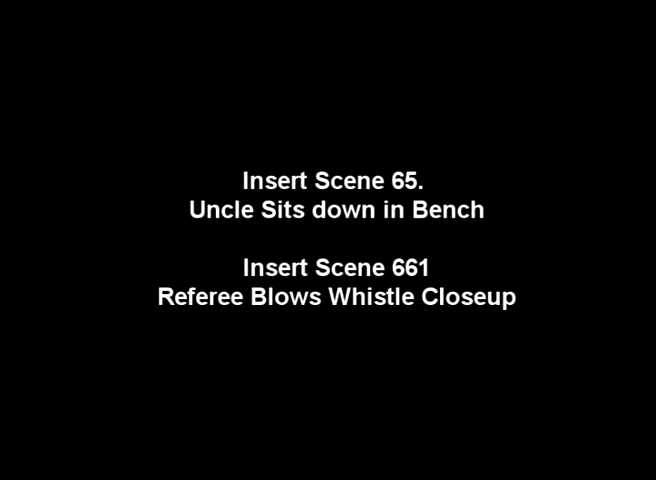 Insert Scene 65.
Uncle Sits down in Bench
Insert Scene 661
Referee Blows Whistle Closeup